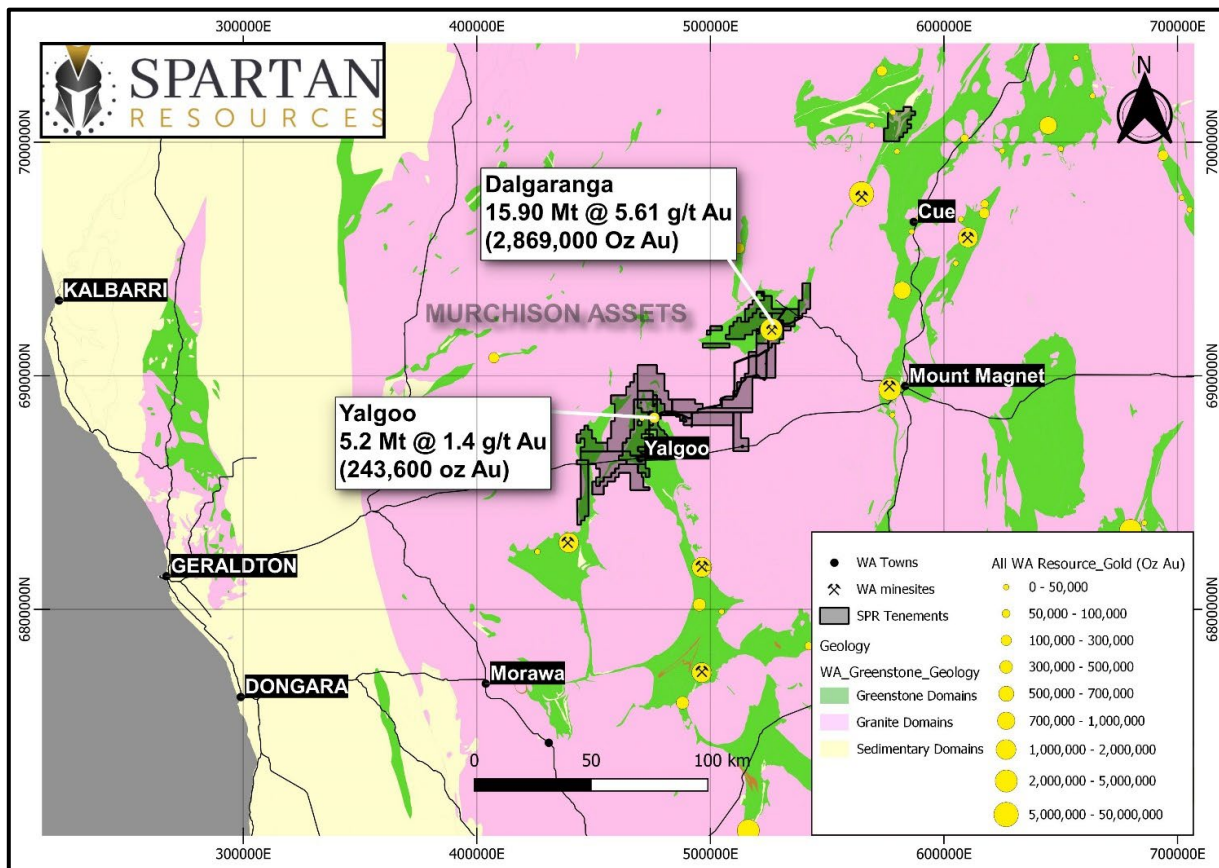 300000E
400000E
500000E
600000E
700000E
SPARTAN
RESOURCES
N
7000000N
7000000N
Dalgaranga
15.90 Mt @ 5.61 g/t Au
(2,869,000 Oz Au)
Cue
KALBARRI
MURCHISON ASSETS
6900000N
6900000N
Mount Magnet
Yalgoo
5.2 Mt @ 1.4 g/t Au
(243,600 oz Au)
Yalgoo
GERALDTON
6800000N
6800000N
DONGARA
Morawa
0
50
100 km
WA Towns
WA minesites
SPR Tenements
Geology
WA_Greenstone_Geology
Greenstone Domains
Granite Domains
Sedimentary Domains
All WA Resource_Gold (Oz Au)
0 - 50,000
50,000 - 100,000
100,000 - 300,000
300,000 - 500,000
500,000 - 700,000
700,000 - 1,000,000
1,000,000 - 2,000,000
2,000,000 - 5,000,000
5,000,000 - 50,000,000
300000E
400000E
500000E
600000E
700000E